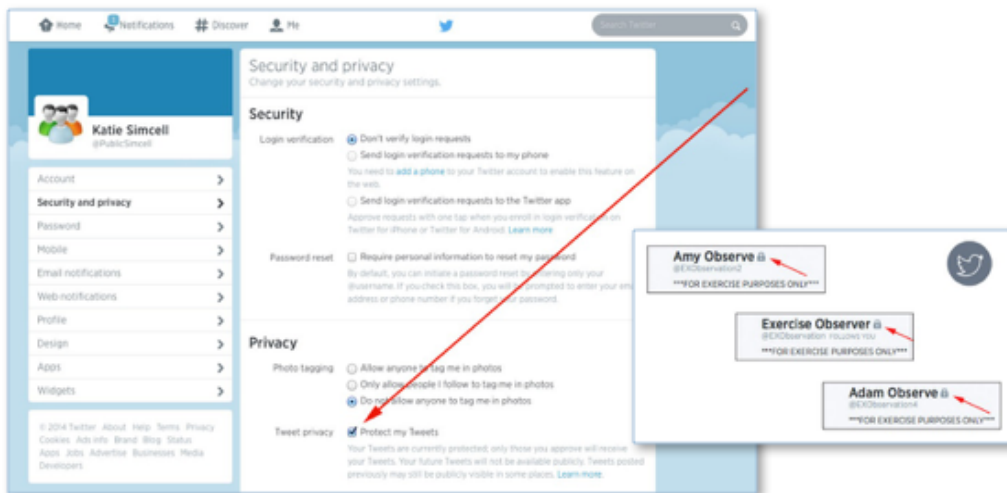 Home Notifications # Discover Me Search Twitter
Katie Simcell
@PublicSimcell
Account
Security and privacy
Password
Mobile
Email notifications
Web notifications
Profile
Design
Apps
Widgets
© 2014 Twitter About Help Terms Privacy
Cookies Ads info Brand Blog Status
Apps Jobs Advertise Businesses Media
Developers
Security and privacy
Change your security and privacy settings.
Security
Login verification Don't verify login requests
Send login verification requests to my phone
You need to add a phone to your Twitter account to enable this feature on
the web.
Send login verification requests to the Twitter app
Approve requests with one tap when you enroll in login verification on
Twitter for iPhone or Twitter for Android. Learn more
Password reset Require personal information to reset my password
By default, you can initiate a password reset by entering only your
@username. If you check this box, you will be prompted to enter your
address or phone number if you forget your password.
Privacy
Photo tagging Allow anyone to tag me in photos
Only allow people I follow to tag me in photos
Do not allow anyone to tag me in photos
Tweet privacy Protect my Tweets
Your Tweets are currently protected; only those you approve will receive
your Tweets. Your future Tweets will not be available publicly. Tweets posted
previously may still be publicly visible in some places. Learn more.
Amy Observe
@EXObservation2
***FOR EXERCISE PURPOSES ONLY***
Exercise Observer
@EXObservation FOLLOWS YOU
***FOR EXERCISE PURPOSES ONLY***
Adam Observe
@EXObservation4
***FOR EXERCISE PURPOSES ONLY***